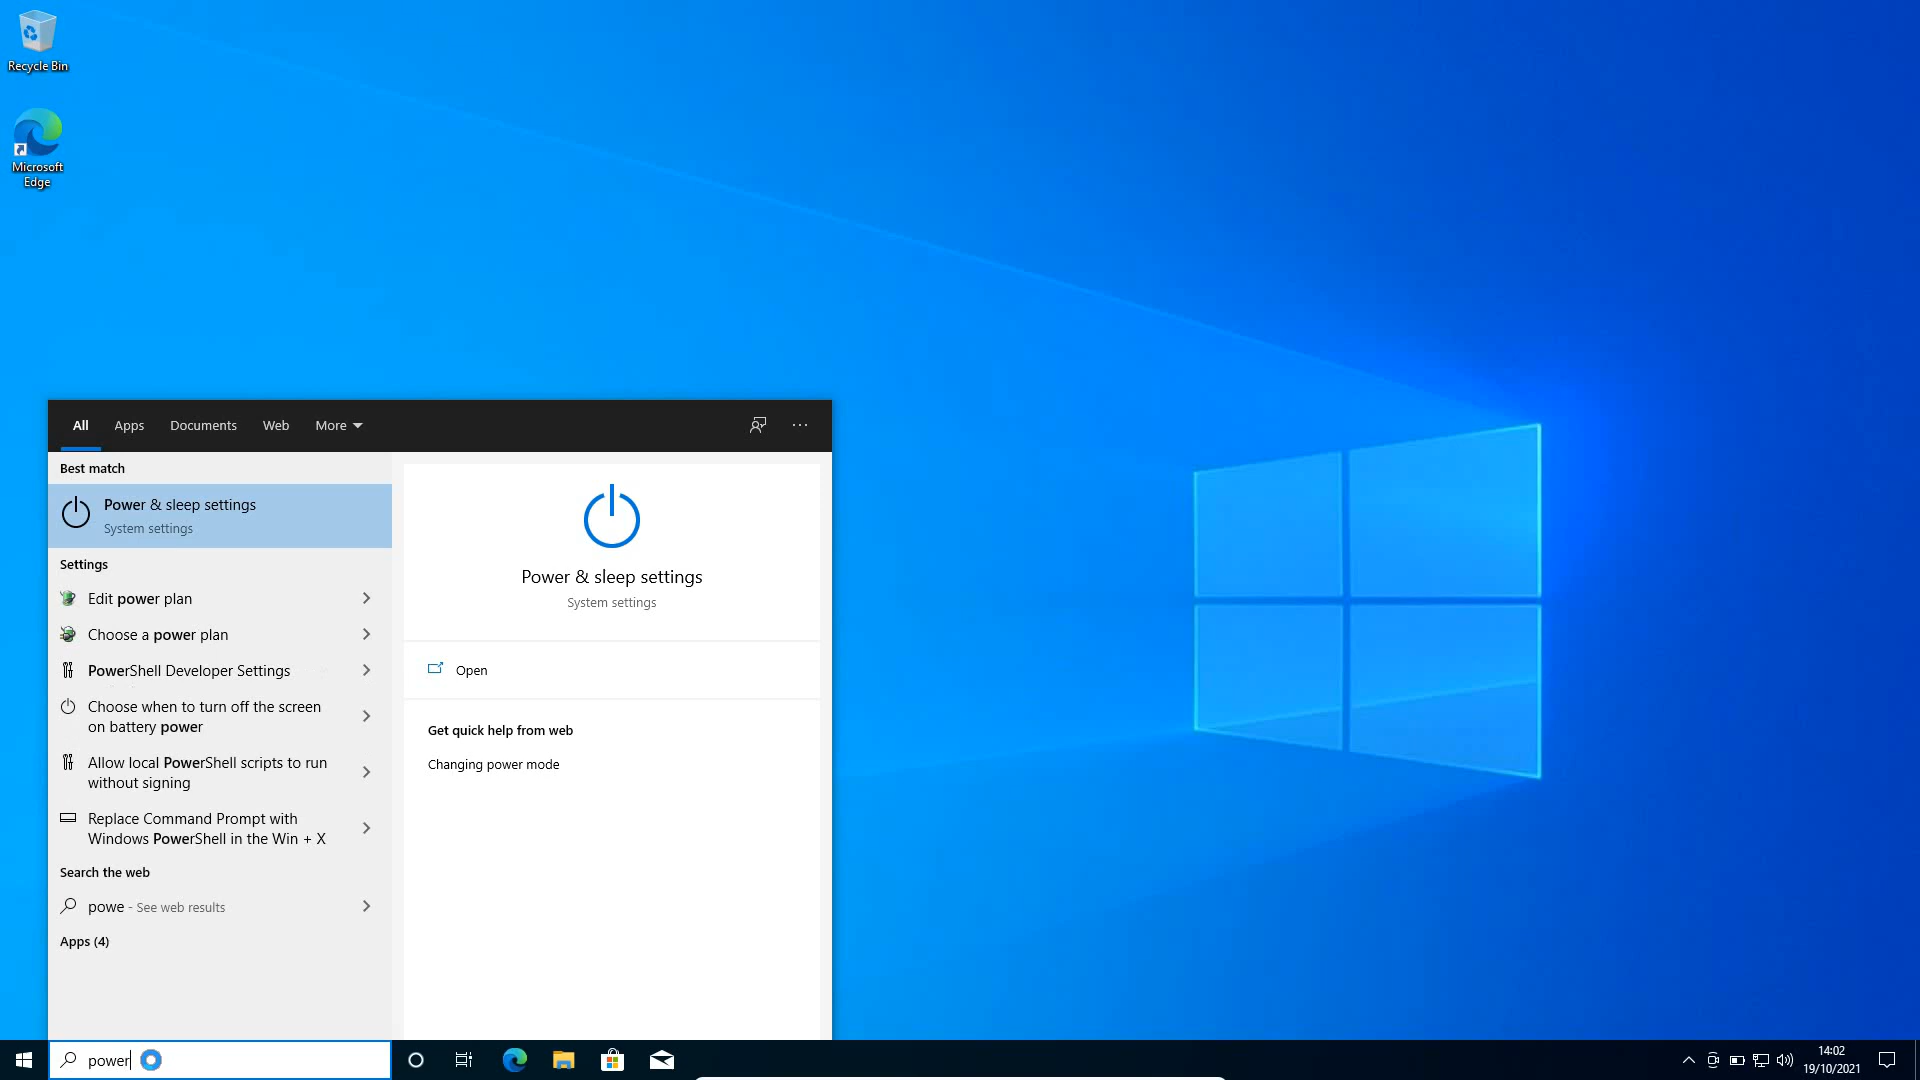 Recycle Bin
Microsoft
Edge
All
Apps
Documents
Web
More
Best match
Power & sleep settings
System settings
Settings
Edit power plan
Choose a power plan
PowerShell Developer Settings
Choose when to turn off the screen
on battery power
Allow local PowerShell scripts to run
without signing
Replace Command Prompt with
Windows PowerShell in the Win + X
Search the web
powe - See web results
Apps (4)
Power & sleep settings
System settings
Open
Get quick help from web
Changing power mode
power
14:02
19/10/2021